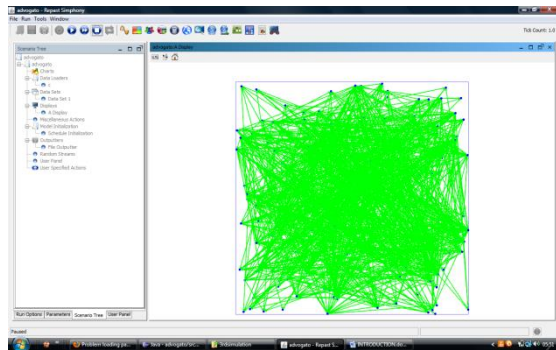 advogato - Repast Simphony
File Run Tools Window
Tick Count: 1.0
Scenario Tree
advogato
advogato
Charts
Data Loaders
Data Sets
Data Set 1
Displays
A Display
Miscellaneous Actions
Model Initialization
Schedule Initialization
Outputters
File Outputter
Random Streams
User Panel
User Specified Actions
Run Options Parameters Scenario Tree User Panel
advogato:A Display
Paused
Problem loading pa...
Java - advogato/src...
advogato - Repast S...
INTRODUCTION.do...